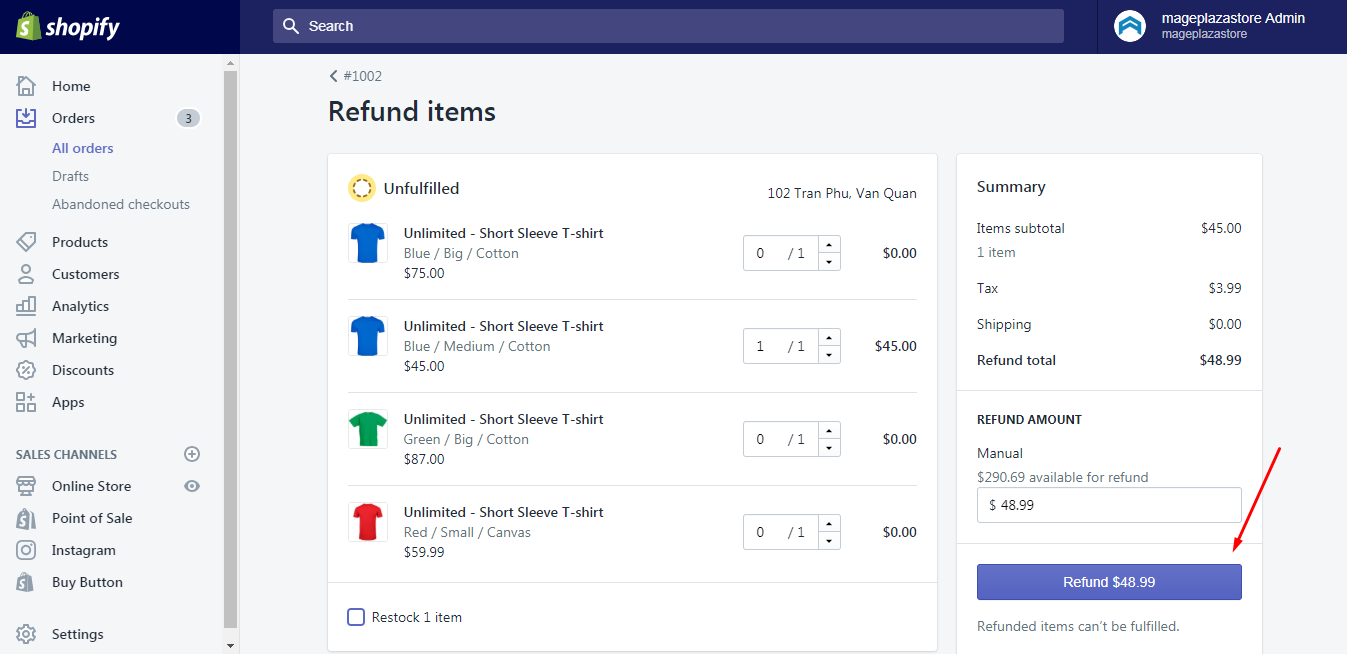 shopify
Search
mageplazastore Admin
mageplazastore
Home
Orders
3
All orders
Drafts
Abandoned checkouts
Products
Customers
Analytics
Marketing
Discounts
Apps
SALES CHANNELS
Online Store
Point of Sale
Instagram
Buy Button
Settings
#1002
Refund items
Unfulfilled
102 Tran Phu, Van Quan
Unlimited - Short Sleeve T-shirt
Blue / Big / Cotton
$75.00
0 / 1
$0.00
Unlimited - Short Sleeve T-shirt
Blue / Medium / Cotton
$45.00
1 / 1
$45.00
Unlimited - Short Sleeve T-shirt
Green / Big / Cotton
$87.00
0 / 1
$0.00
Unlimited - Short Sleeve T-shirt
Red / Small / Canvas
$59.99
0 / 1
$0.00
Restock 1 item
Summary
Items subtotal $45.00
1 item
Tax $3.99
Shipping $0.00
Refund total $48.99
REFUND AMOUNT
Manual
$290.69 available for refund
$ 48.99
Refund $48.99
Refunded items can’t be fulfilled.